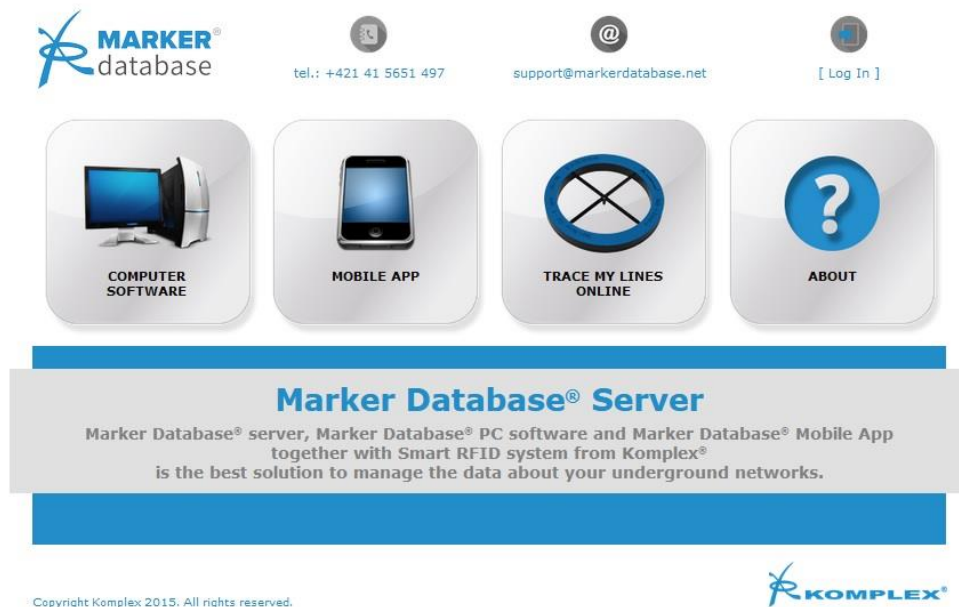 MARKER®
database
tel.: +421 41 5651 497
support@markerdatabase.net
[ Log In ]
COMPUTER
SOFTWARE
MOBILE APP
TRACE MY LINES
ONLINE
ABOUT
Marker Database® Server
Marker Database® server, Marker Database® PC software and Marker Database® Mobile App
together with Smart RFID system from Komplex®
is the best solution to manage the data about your underground networks.
Copyright Komplex 2015. All rights reserved.
KOMPLEX®